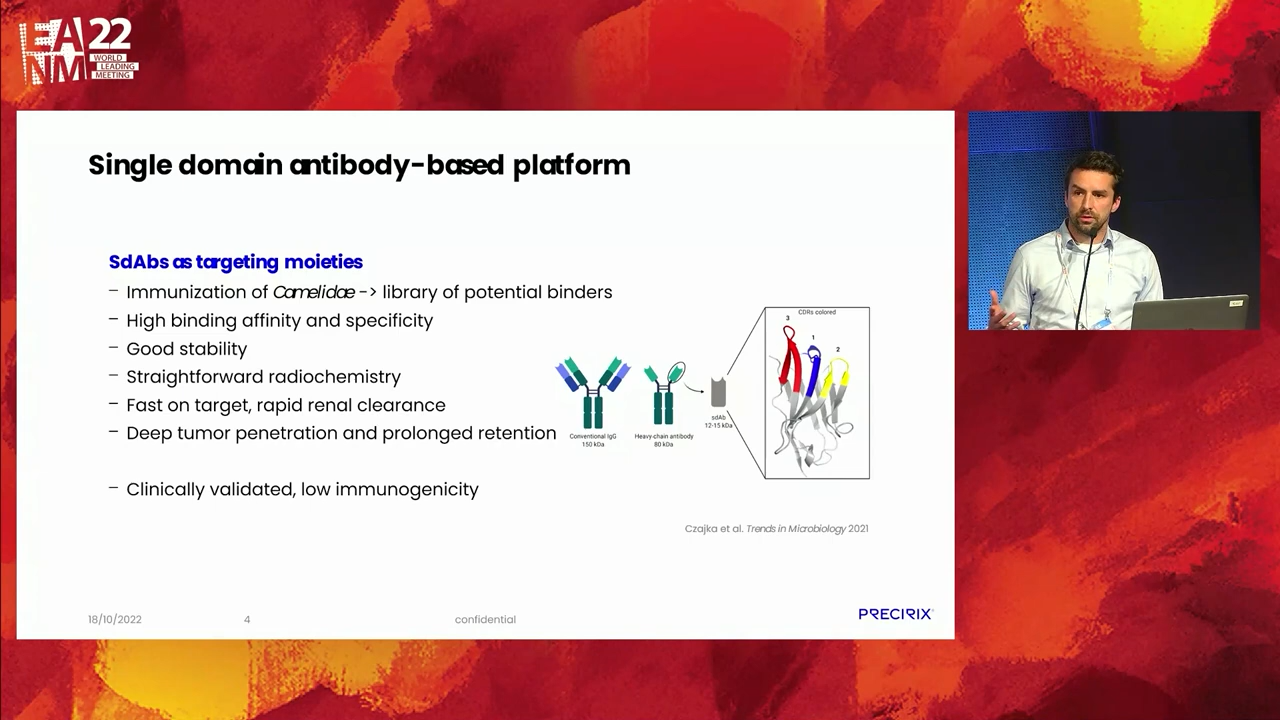 EA 22
NM WORLD
LEADING
MEETING
Single domain antibody-based platform
SdAbs as targeting moieties
– Immunization of Camelidae -> library of potential binders
– High binding affinity and specificity
– Good stability
– Straightforward radiochemistry
– Fast on target, rapid renal clearance
– Deep tumor penetration and prolonged retention
– Clinically validated, low immunogenicity
Conventional IgG
150 kDa
Heavy-chain antibody
80 kDa
sdAb
12-15 kDa
CDRs colored
3
1
2
Czajka et al. Trends in Microbiology 2021
18/10/2022 4 confidential
PRECIRIX